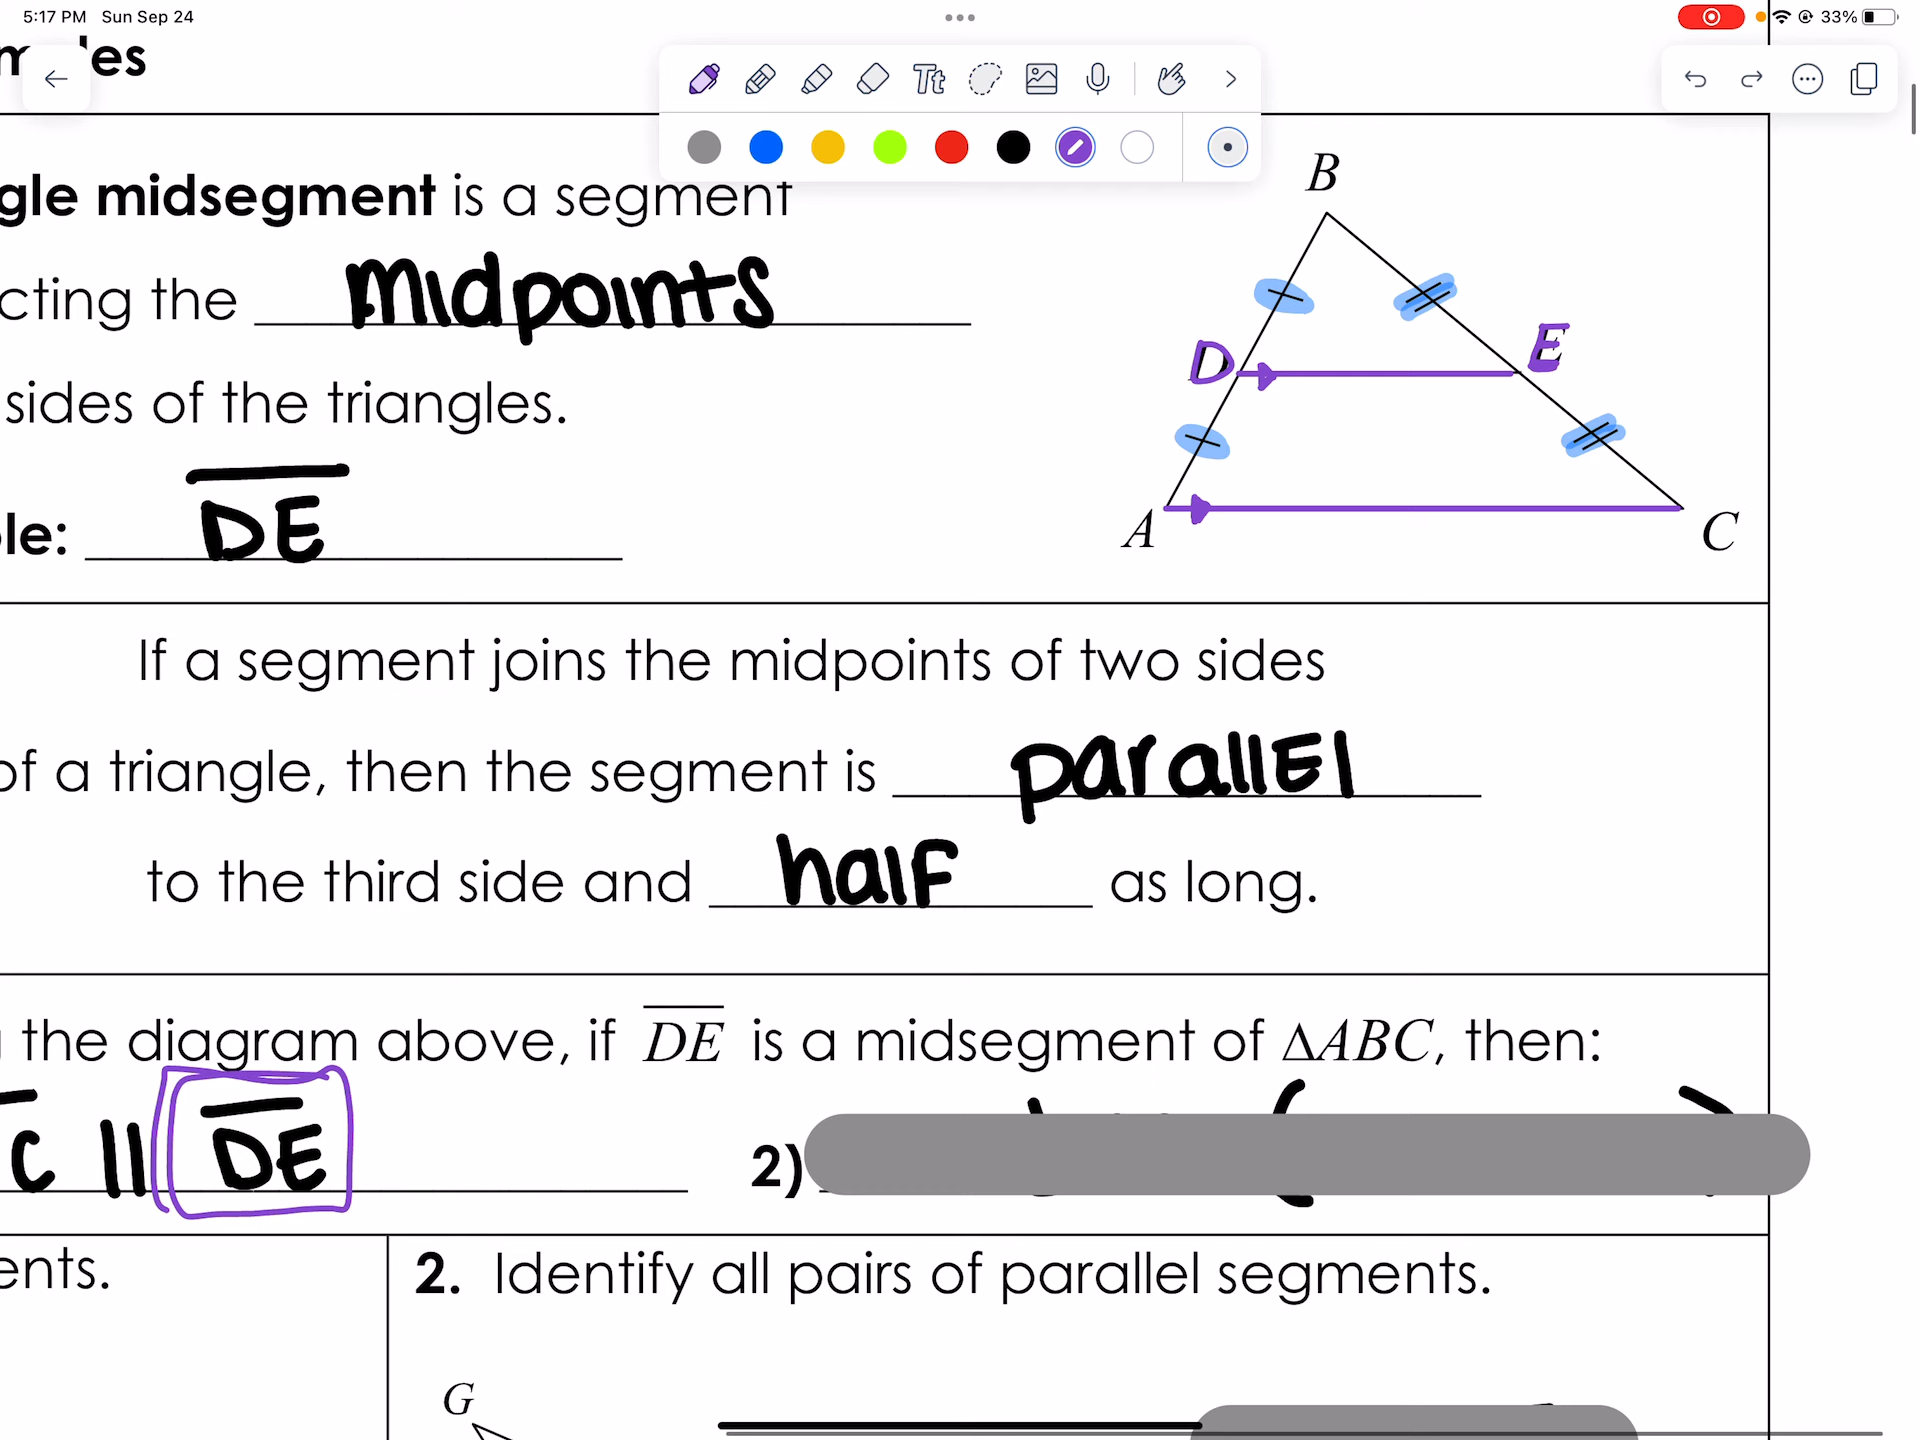 5:17 PM Sun Sep 24
33%
es
gle midsegment is a segment
cting the midpoints
sides of the triangles.
le: DE
B
D
E
A
C
If a segment joins the midpoints of two sides
of a triangle, then the segment is parallel
to the third side and half as long.
the diagram above, if DE is a midsegment of ΔABC, then:
C || DE
2)
ents.
2. Identify all pairs of parallel segments.
G